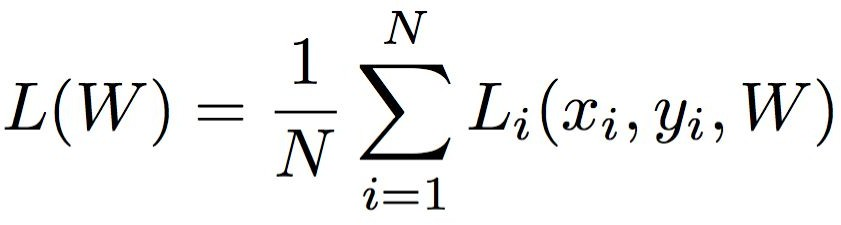 L(W) = \frac{1}{N} \sum_{i=1}^{N} L_i(x_i, y_i, W)